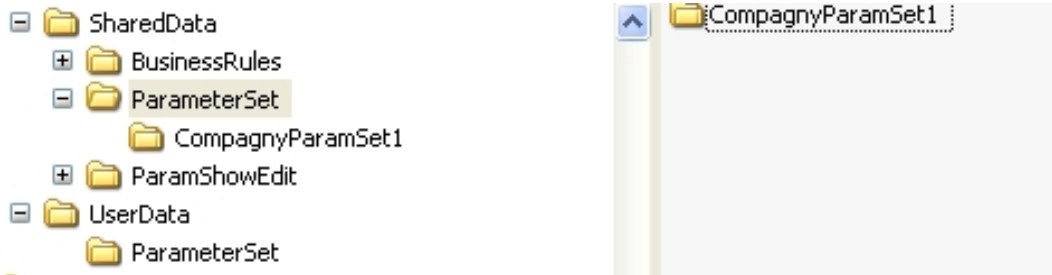 SharedData
BusinessRules
ParameterSet
CompagnyParamSet1
ParamShowEdit
UserData
ParameterSet
CompagnyParamSet1